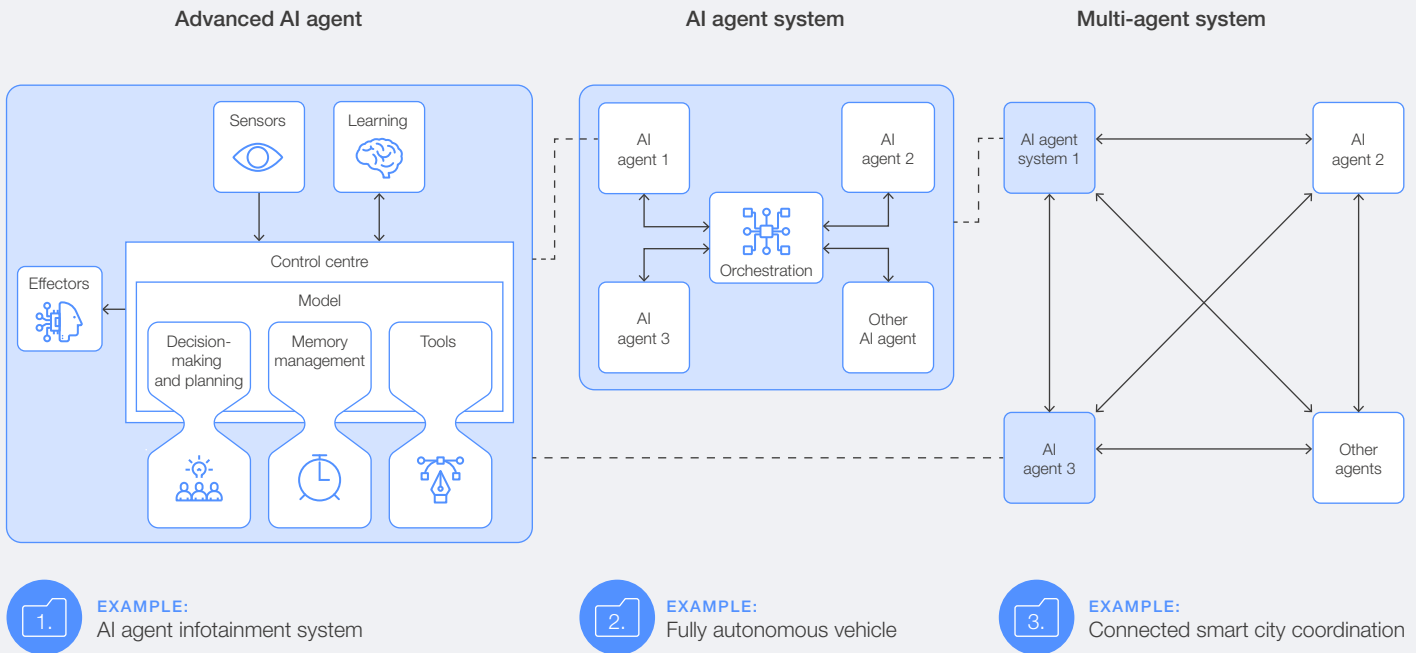 Advanced AI agent
AI agent system
Multi-agent system
Sensors
Learning
Control centre
Effectors
Model
Decision-
making
and planning
Memory
management
Tools
AI
agent 1
AI
agent 2
Orchestration
AI
agent 3
Other
AI agent
AI agent
system 1
AI
agent 2
AI
agent 3
Other
agents
1.
EXAMPLE:
AI agent infotainment system
2.
EXAMPLE:
Fully autonomous vehicle
3.
EXAMPLE:
Connected smart city coordination